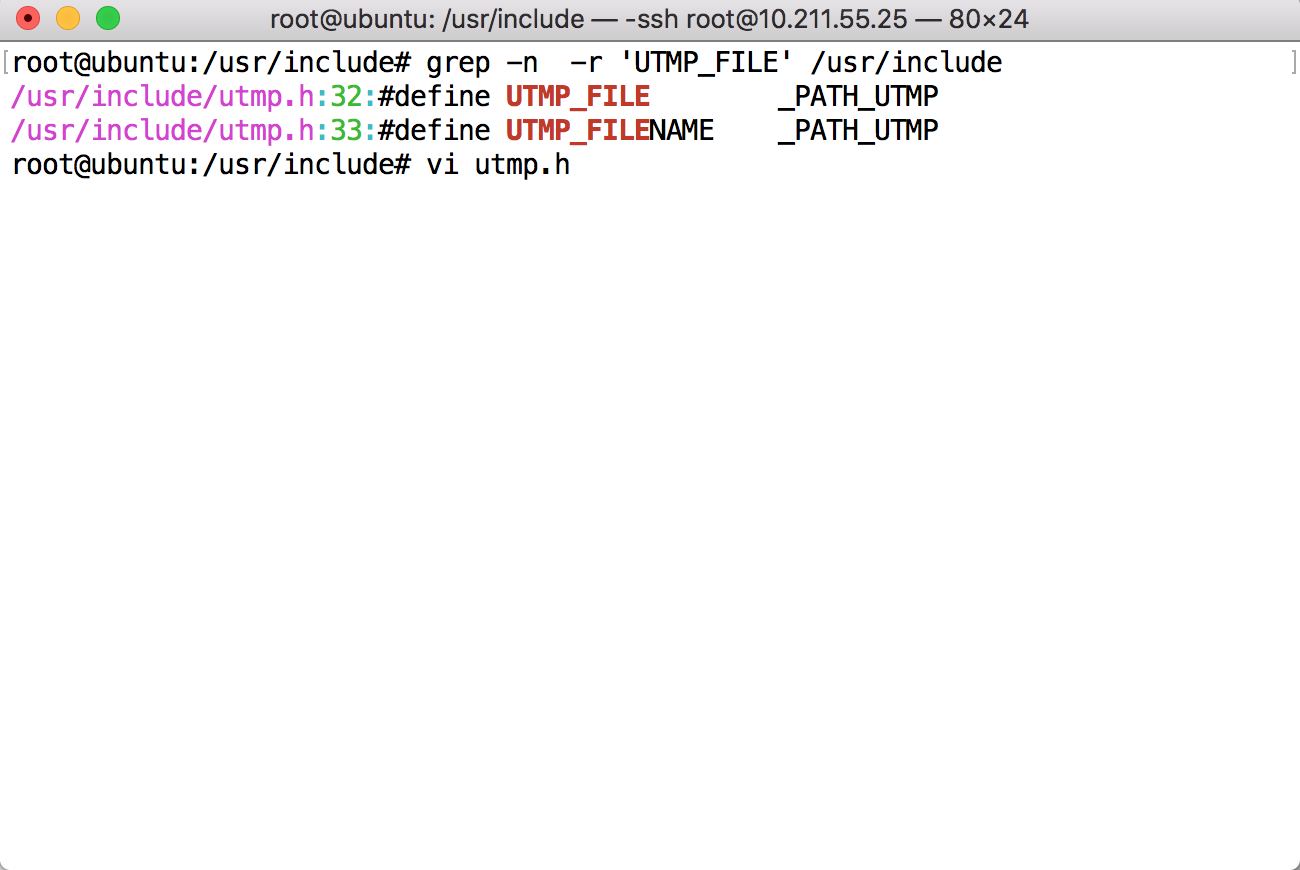 root@ubuntu: /usr/include — -ssh root@10.211.55.25 — 80×24
[root@ubuntu:/usr/include# grep -n  -r 'UTMP_FILE' /usr/include ]
/usr/include/utmp.h:32:#define UTMP_FILE        _PATH_UTMP
/usr/include/utmp.h:33:#define UTMP_FILENAME    _PATH_UTMP
root@ubuntu:/usr/include# vi utmp.h